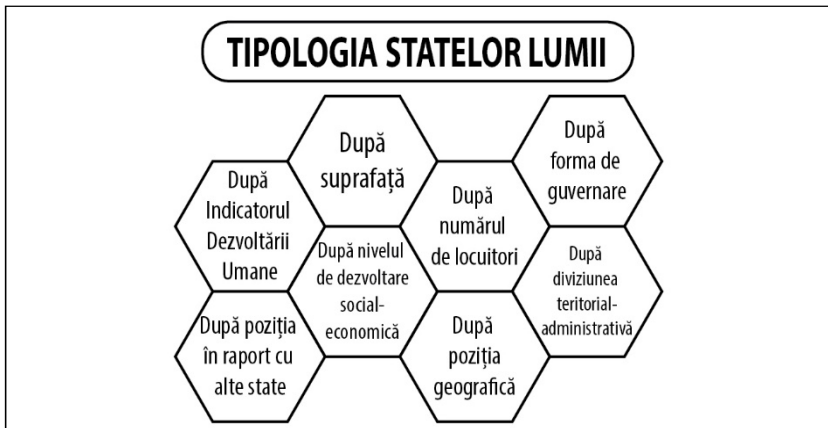 TIPOLOGIA STATELOR LUMII
După
suprafață
După
forma de
guvernare
După
Indicatorul
Dezvoltării
Umane
După
numărul
de locuitori
După nivelul
de dezvoltare
social-
economică
După
diviziunea
teritorial-
administrativă
După poziția
în raport cu
alte state
După
poziția
geografică